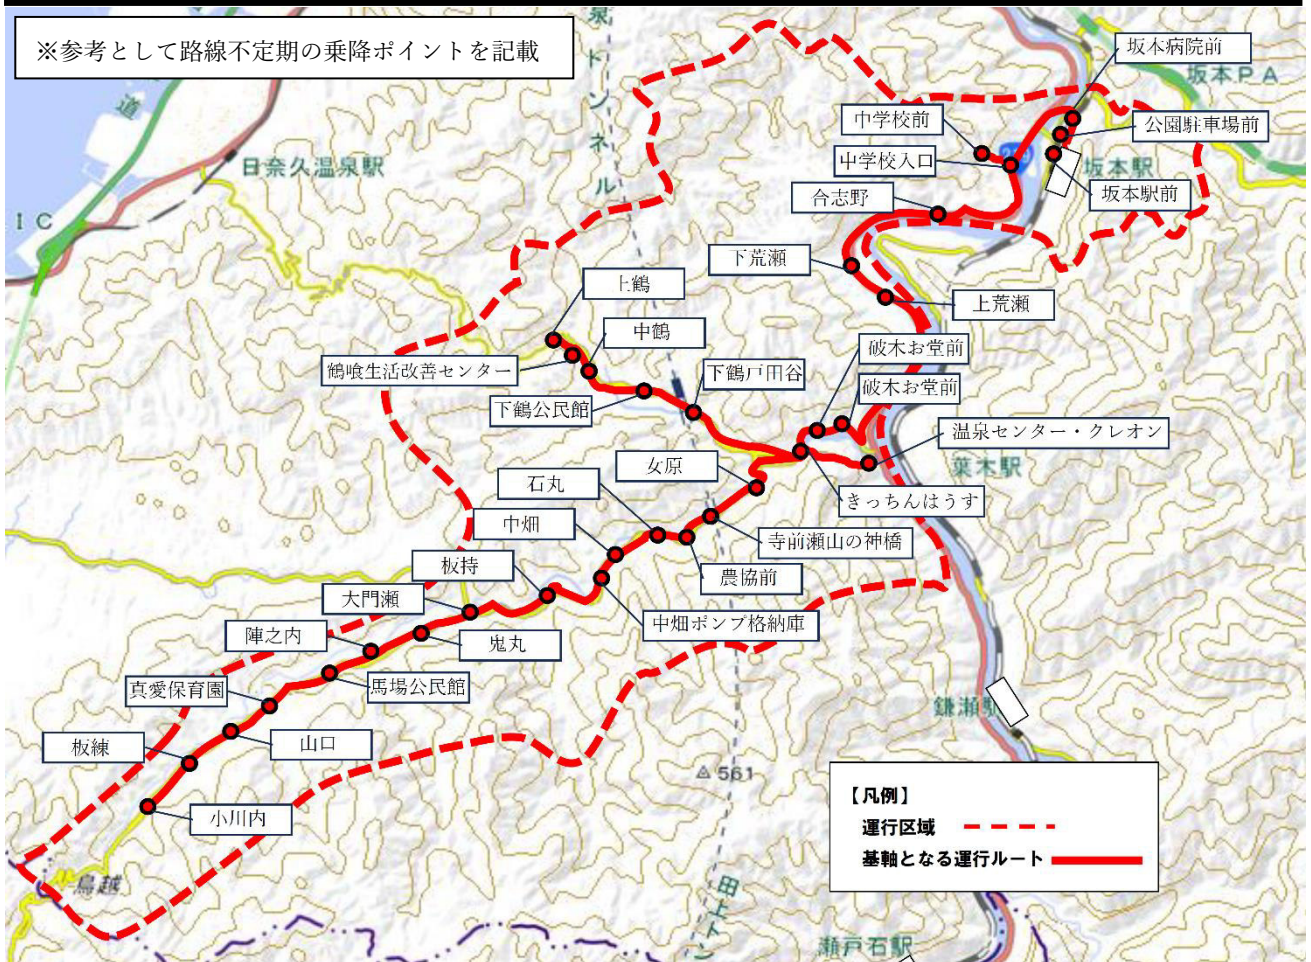 ※参考として路線不定期の乗降ポイントを記載
坂本病院前
坂本PA
中学校前
公園駐車場前
中学校入口
坂本駅
坂本駅前
合志野
日奈久温泉駅
道
IC
下荒瀬
上荒瀬
上鶴
中鶴
鶴喰生活改善センター
下鶴公民館
下鶴戸田谷
破木お堂前
破木お堂前
温泉センター・クレオン
葉木駅
きっちんはうす
女原
石丸
寺前瀬山の神橋
中畑
農協前
板持
中畑ポンプ格納庫
大門瀬
鬼丸
陣之内
馬場公民館
真愛保育園
山口
板練
小川内
鳥越
鎌瀬駅
561
【凡例】
運行区域
基軸となる運行ルート
瀬戸石駅
田上ト
泉トンネル